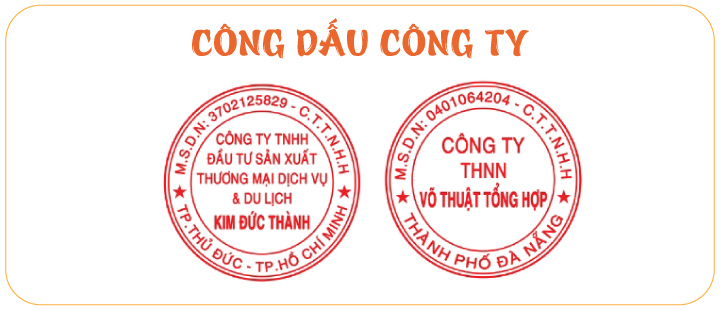 CÔNG DẤU CÔNG TY
M.S.D.N: 3702125829 - C.T.T.N.H.H
CÔNG TY TNHH
ĐẦU TƯ SẢN XUẤT
THƯƠNG MẠI DỊCH VỤ
& DU LỊCH
KIM ĐỨC THÀNH
★ TP.THỦ ĐỨC - TP.HỒ CHÍ MINH ★
M.S.D.N: 0401064204 - C.T.T.N.H.H
CÔNG TY
THNN
VÕ THUẬT TỔNG HỢP
★ THÀNH PHỐ ĐÀ NẴNG ★